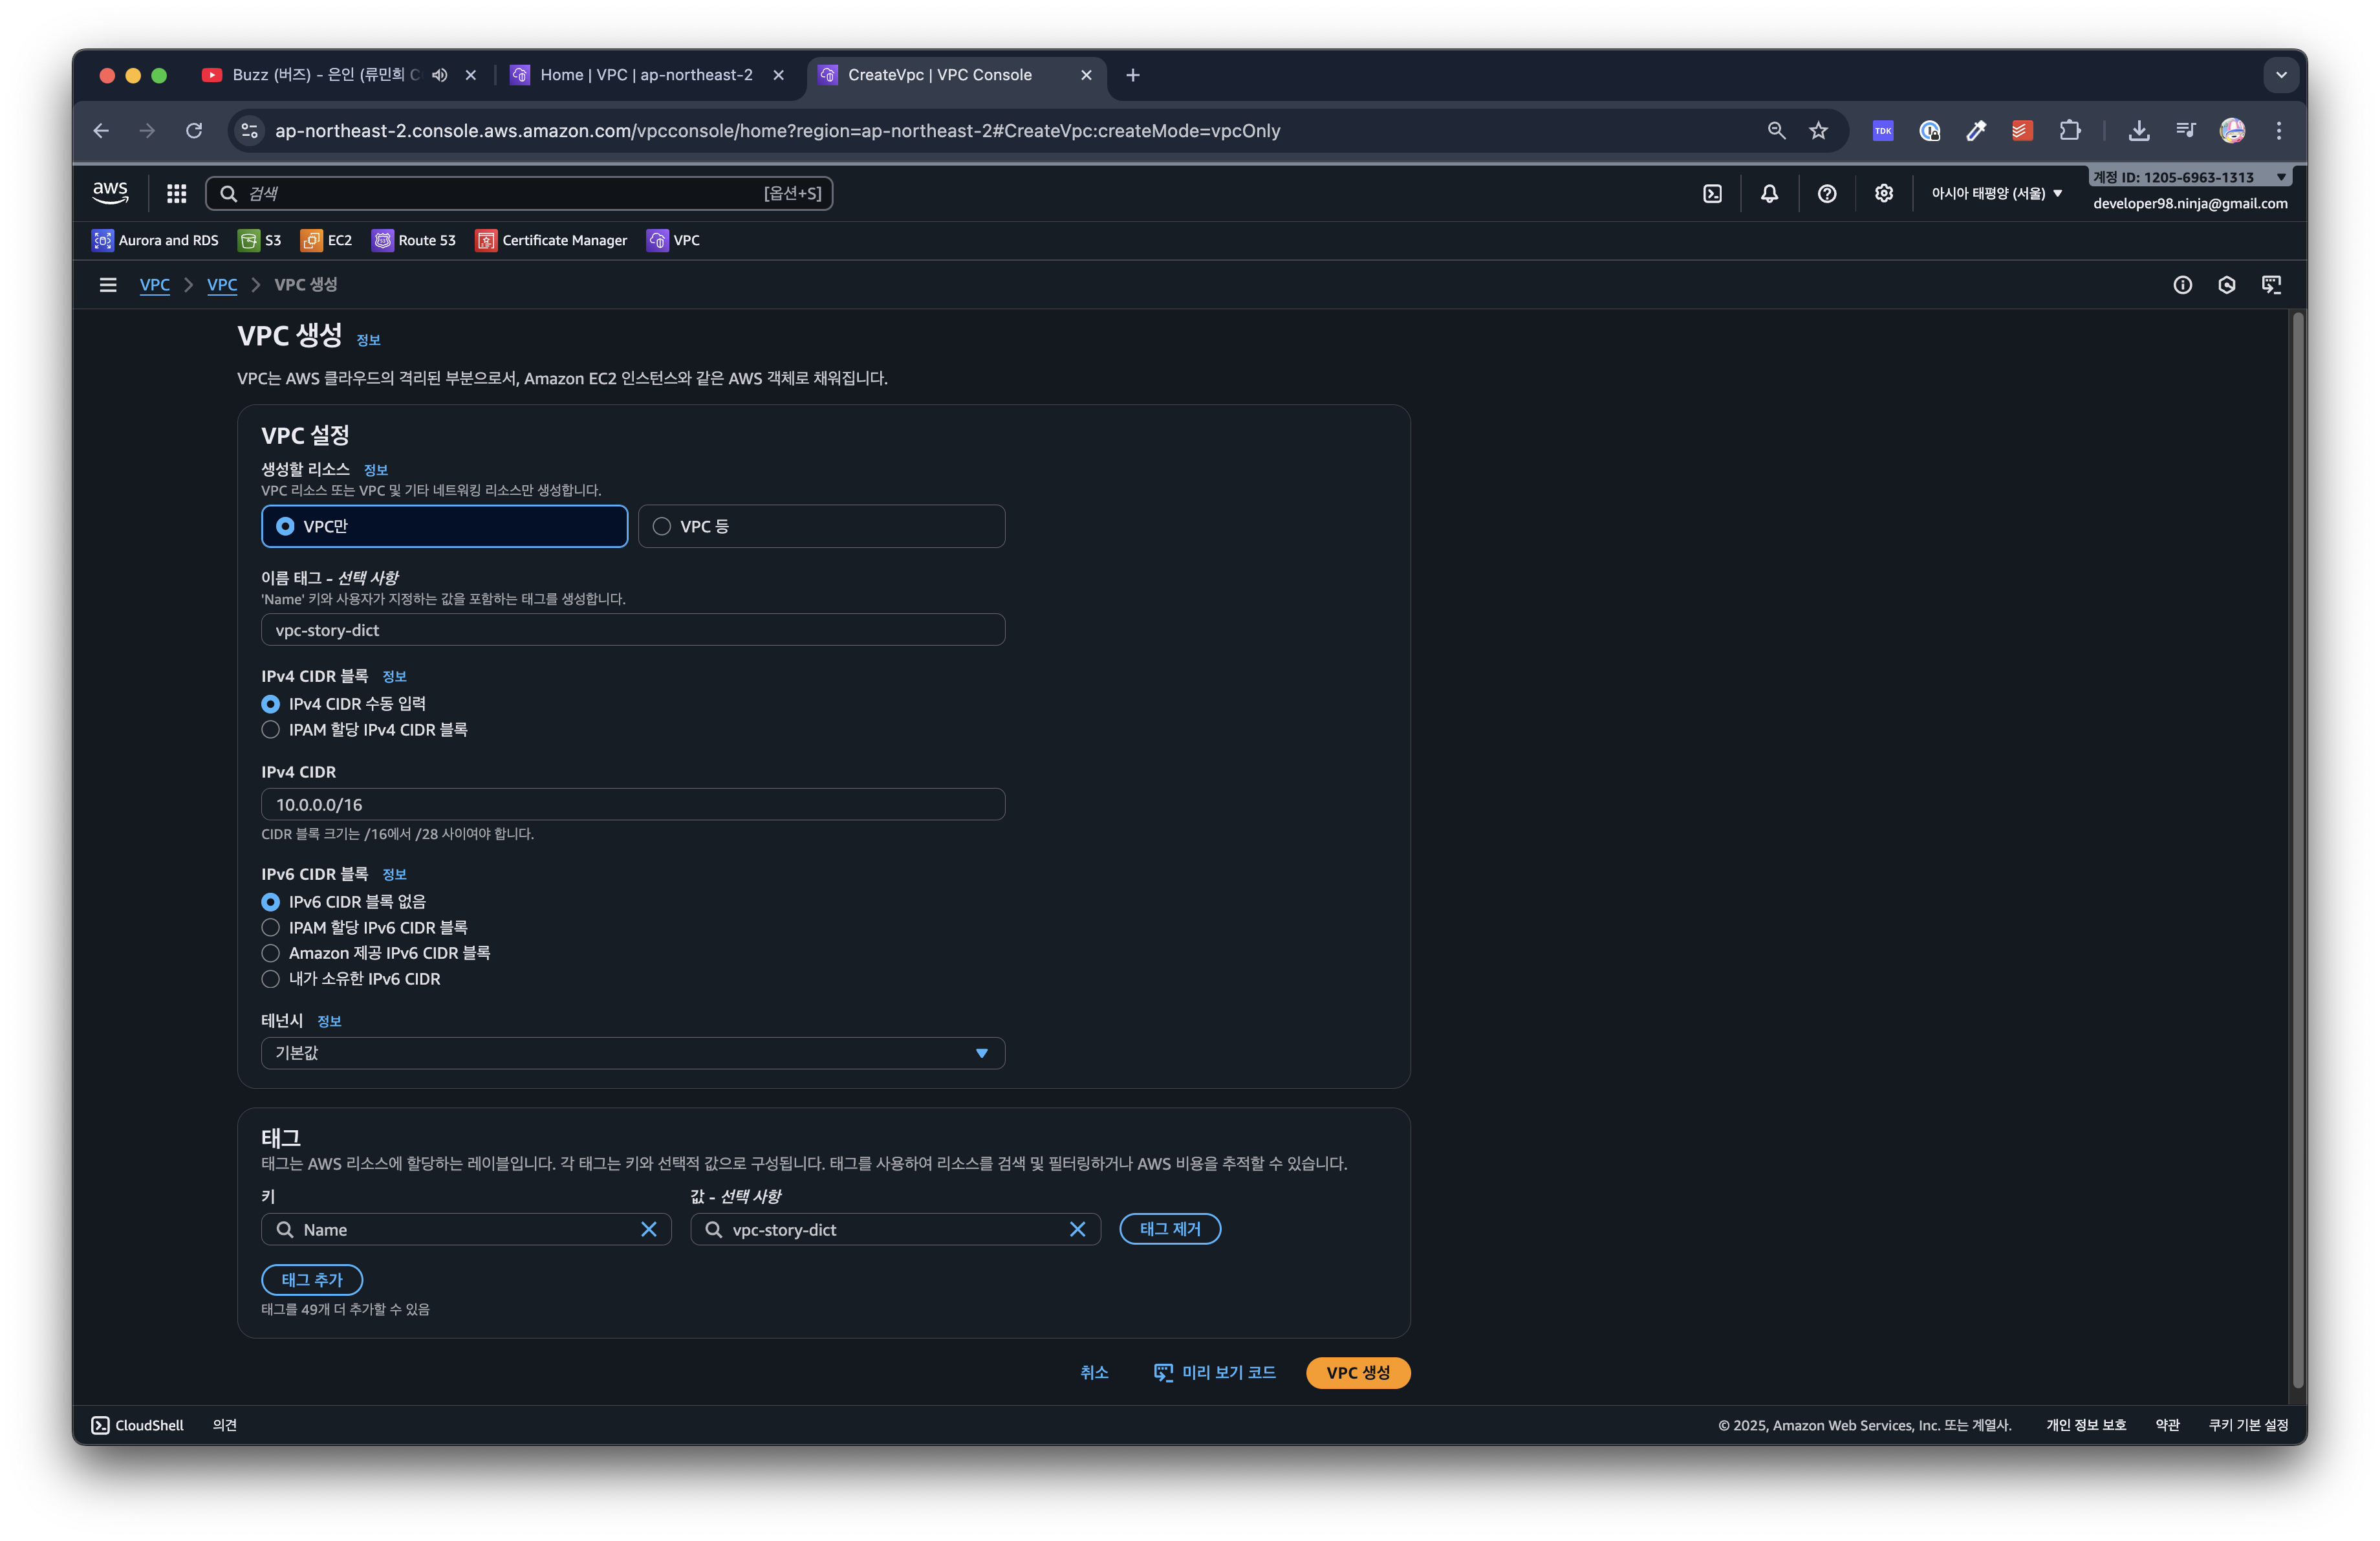 Buzz (버즈) - 은인 (류민희
Home | VPC | ap-northeast-2
CreateVpc | VPC Console
ap-northeast-2.console.aws.amazon.com/vpcconsole/home?region=ap-northeast-2#CreateVpc:createMode=vpcOnly
TDK
aws
검색
[옵션+S]
아시아 태평양 (서울)
계정 ID: 1205-6963-1313
developer98.ninja@gmail.com
Aurora and RDS
S3
EC2
Route 53
Certificate Manager
VPC
VPC
VPC
VPC 생성
VPC 생성 정보
VPC는 AWS 클라우드의 격리된 부분으로서, Amazon EC2 인스턴스와 같은 AWS 객체로 채워집니다.
VPC 설정
생성할 리소스 정보
VPC 리소스 또는 VPC 및 기타 네트워킹 리소스만 생성합니다.
VPC만
VPC 등
이름 태그 - 선택 사항
'Name' 키와 사용자가 지정하는 값을 포함하는 태그를 생성합니다.
vpc-story-dict
IPv4 CIDR 블록 정보
IPv4 CIDR 수동 입력
IPAM 할당 IPv4 CIDR 블록
IPv4 CIDR
10.0.0.0/16
CIDR 블록 크기는 /16에서 /28 사이여야 합니다.
IPv6 CIDR 블록 정보
IPv6 CIDR 블록 없음
IPAM 할당 IPv6 CIDR 블록
Amazon 제공 IPv6 CIDR 블록
내가 소유한 IPv6 CIDR
테넌시 정보
기본값
태그
태그는 AWS 리소스에 할당하는 레이블입니다. 각 태그는 키와 선택적 값으로 구성됩니다. 태그를 사용하여 리소스를 검색 및 필터링하거나 AWS 비용을 추적할 수 있습니다.
키
값 - 선택 사항
Name
vpc-story-dict
태그 제거
태그 추가
태그를 49개 더 추가할 수 있음
취소
미리 보기 코드
VPC 생성
CloudShell
의견
© 2025, Amazon Web Services, Inc. 또는 계열사.
개인 정보 보호
약관
쿠키 기본 설정